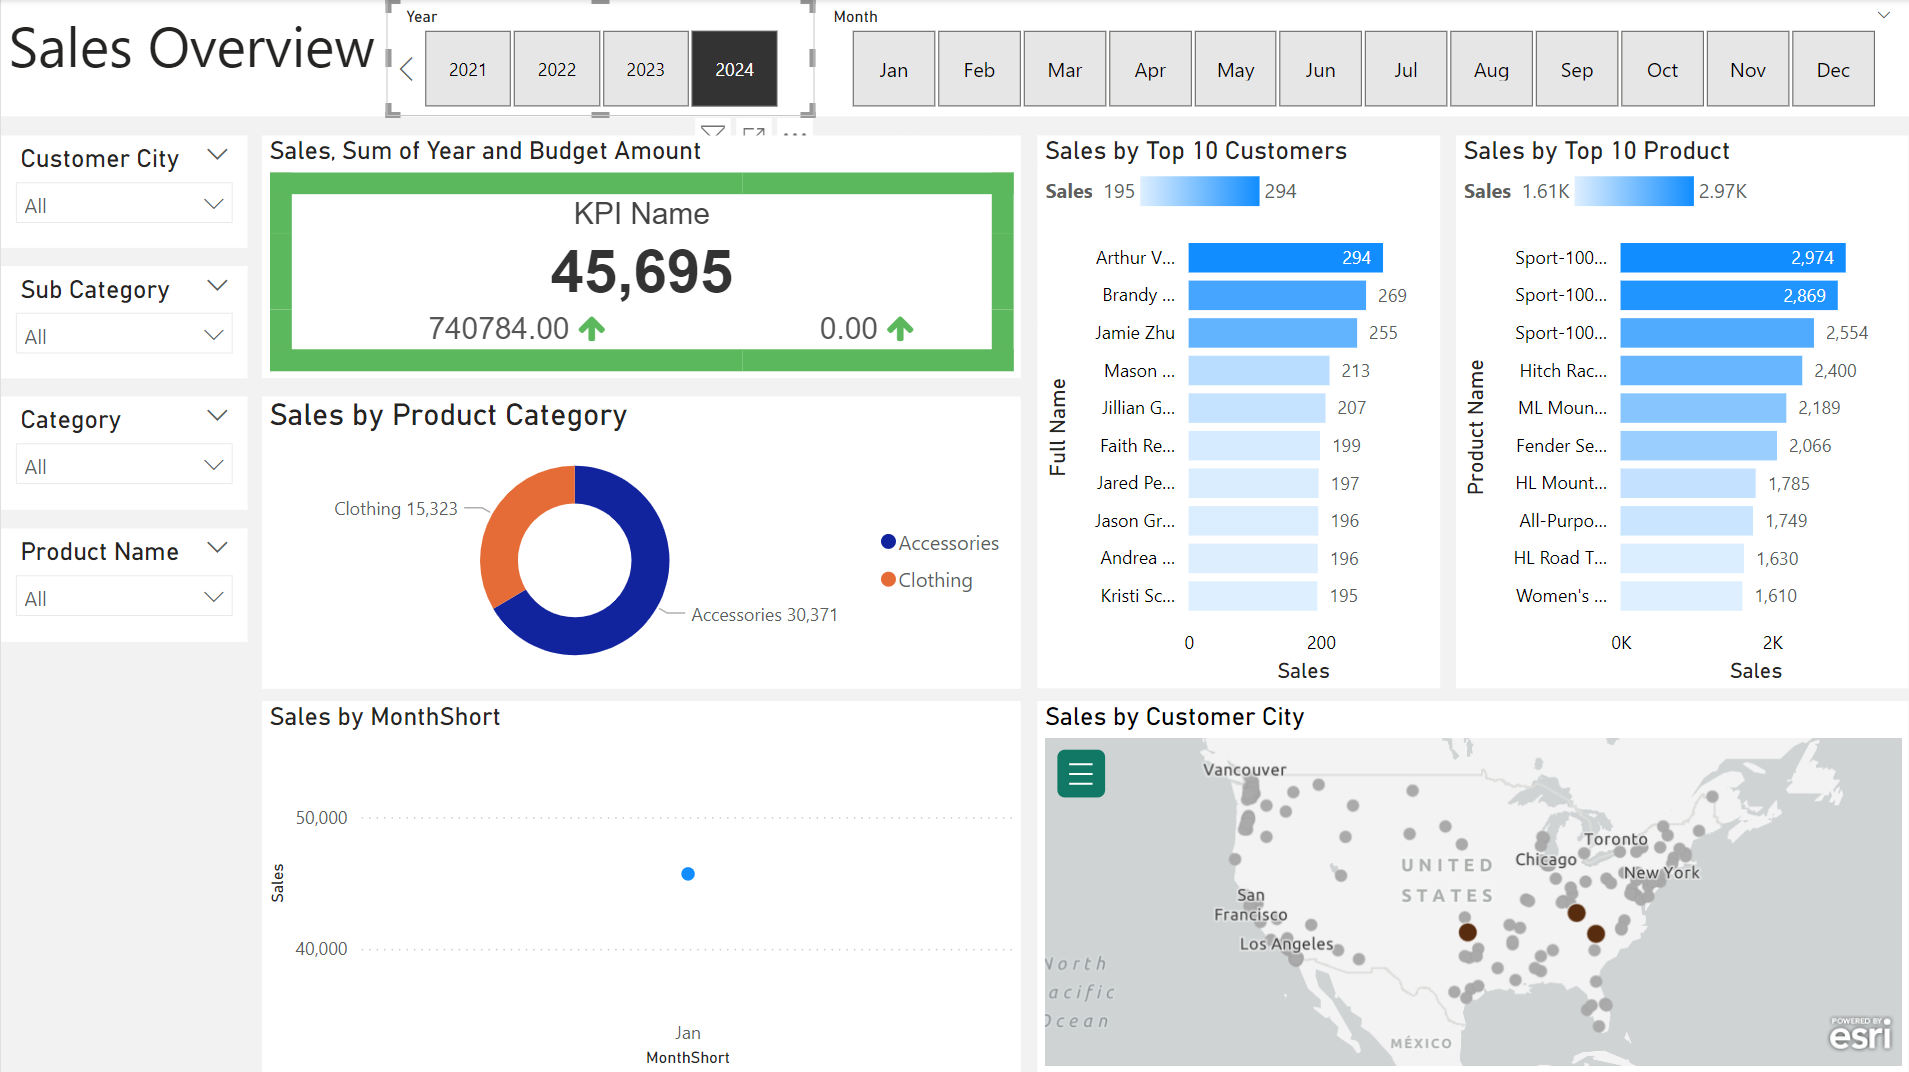 Sales Overview
Year
2021
2022
2023
2024
Month
Jan
Feb
Mar
Apr
May
Jun
Jul
Aug
Sep
Oct
Nov
Dec
Customer City
All
Sub Category
All
Category
All
Product Name
All
Sales, Sum of Year and Budget Amount
KPI Name
45,695
740784.00
0.00
Sales by Product Category
Clothing 15,323
Accessories 30,371
Accessories
Clothing
Sales by MonthShort
Sales
50,000
40,000
Jan
MonthShort
Sales by Top 10 Customers
Sales 195 294
Full Name
Arthur V... 294
Brandy ... 269
Jamie Zhu 255
Mason ... 213
Jillian G... 207
Faith Re... 199
Jared Pe... 197
Jason Gr... 196
Andrea ... 196
Kristi Sc... 195
0 200
Sales
Sales by Top 10 Product
Sales 1.61K 2.97K
Product Name
Sport-100... 2,974
Sport-100... 2,869
Sport-100... 2,554
Hitch Rac... 2,400
ML Moun... 2,189
Fender Se... 2,066
HL Mount... 1,785
All-Purpo... 1,749
HL Road T... 1,630
Women's ... 1,610
0K 2K
Sales
Sales by Customer City
Vancouver
Toronto
Chicago
New York
UNITED
STATES
San
Francisco
Los Angeles
North
acific
Ocean
MÉXICO
POWERED BY
esri